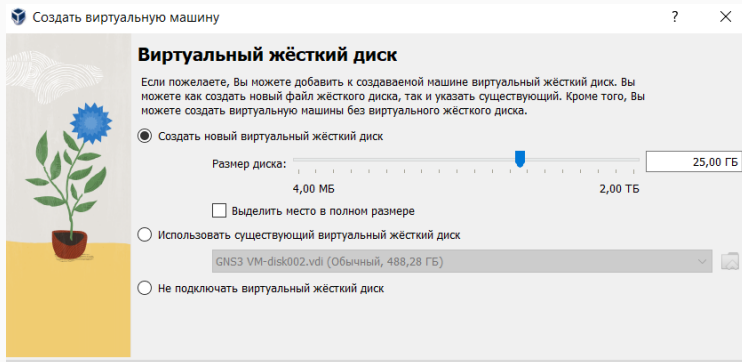 Создать виртуальную машину
?
Виртуальный жёсткий диск
Если пожелаете, Вы можете добавить к создаваемой машине виртуальный жёсткий диск. Вы
можете как создать новый файл жёсткого диска, так и указать существующий. Кроме того, Вы
можете создать виртуальную машины без виртуального жёсткого диска.
Создать новый виртуальный жёсткий диск
Размер диска: 25,00 ГБ
4,00 МБ 2,00 ТБ
Выделить место в полном размере
Использовать существующий виртуальный жёсткий диск
GNS3 VM-disk002.vdi (Обычный, 488,28 ГБ)
Не подключать виртуальный жёсткий диск